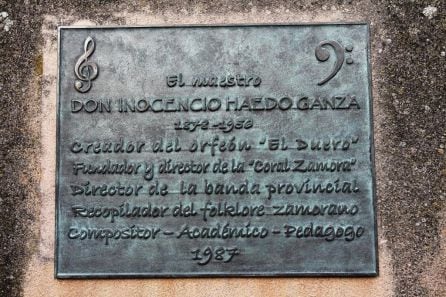 El maestro
DON INOCENCIO HAEDO GANZA
1878-1956
Creador del orfeón "El Duero"
Fundador y director de la "Coral Zamora"
Director de la banda provincial
Recopilador del folklore zamorano
Compositor - Académico - Pedagogo
1987